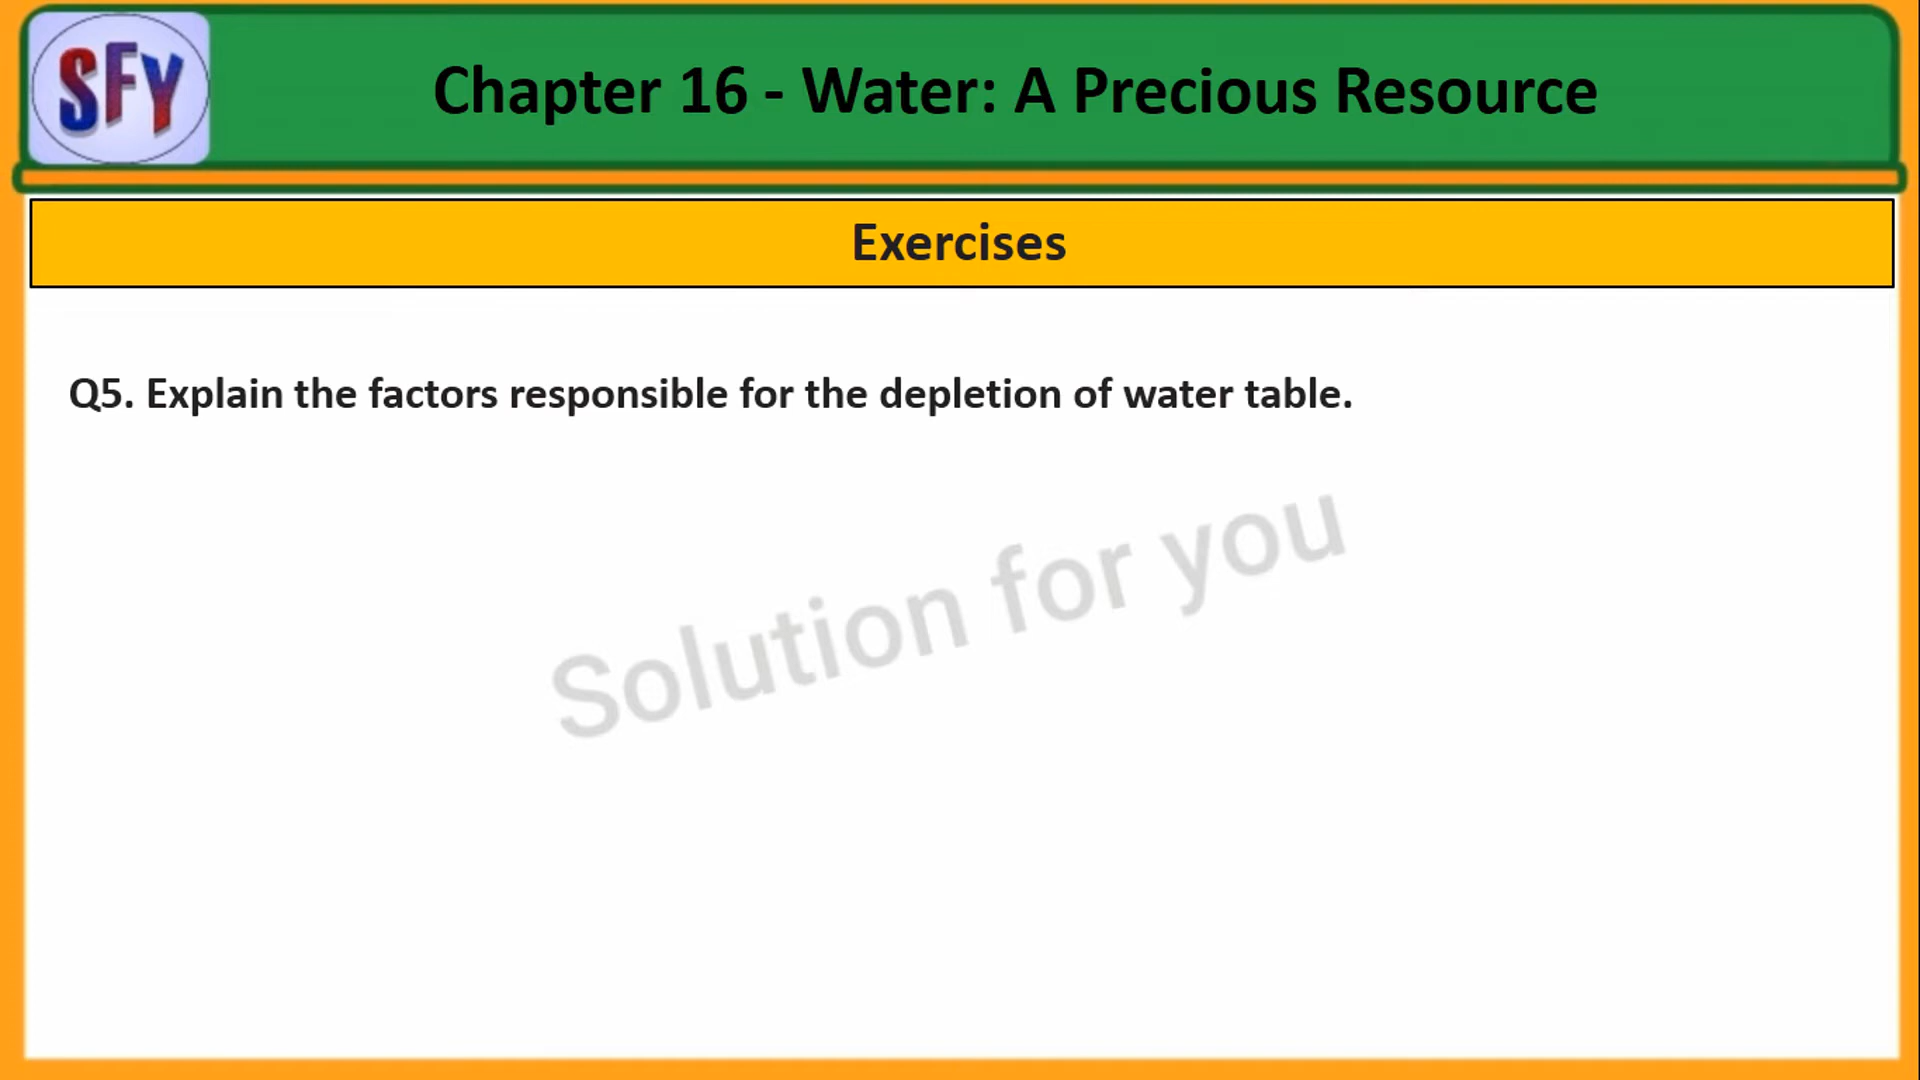 SFY
Chapter 16 - Water: A Precious Resource
Exercises
Q5. Explain the factors responsible for the depletion of water table.
Solution for you